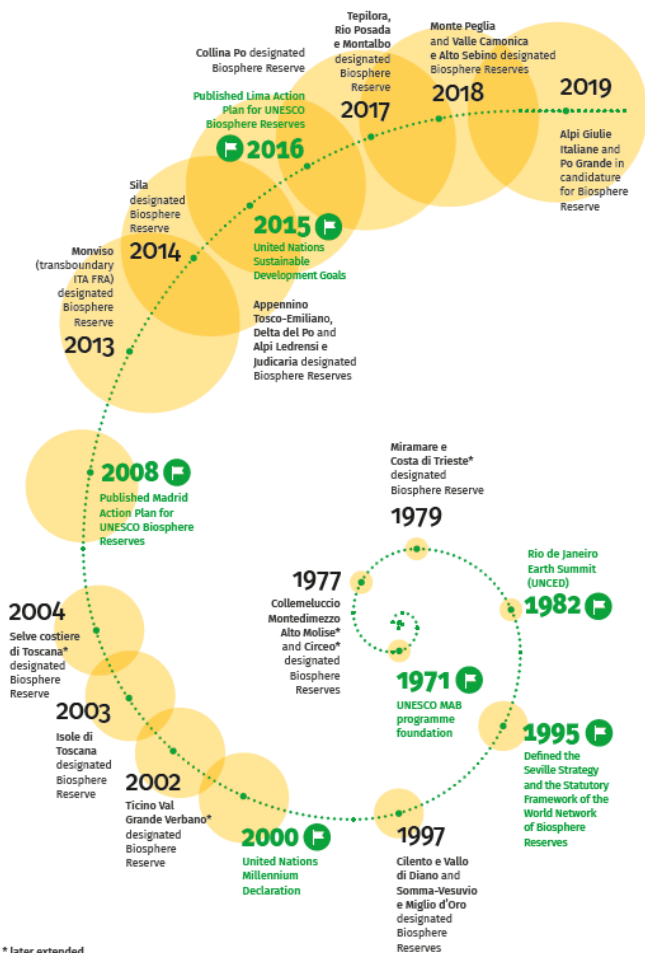 Tepilora,
Rio Posada
e Montalbo
designated
Biosphere
Reserve
2017
Monte Peglia
and Valle Camonica
e Alto Sebino designated
Biosphere Reserves
2018
2019
Alpi Giulie
Italiane and
Po Grande in
candidature
for Biosphere
Reserve
Collina Po designated
Biosphere Reserve
Published Lima Action
Plan for UNESCO
Biosphere Reserves
2016
Sila
designated
Biosphere
Reserve
2014
2015
United Nations
Sustainable
Development Goals
Appennino
Tosco-Emiliano,
Delta del Po and
Alpi Ledrensi e
Judicaria designated
Biosphere Reserves
Monviso
(transboundary
ITA FRA)
designated
Biosphere
Reserve
2013
2008
Published Madrid
Action Plan for
UNESCO Biosphere
Reserves
Miramare e
Costa di Trieste*
designated
Biosphere Reserve
1979
1977
Collemeluccio
Montedimezzo
Alto Molise*
and Circeo*
designated
Biosphere
Reserves
Rio de Janeiro
Earth Summit
(UNCED)
1982
1971
UNESCO MAB
programme
foundation
1995
Defined the
Seville Strategy
and the Statutory
Framework of the
World Network
of Biosphere
Reserves
2004
Selve costiere
di Toscana*
designated
Biosphere
Reserve
2003
Isole di
Toscana
designated
Biosphere
Reserve
2002
Ticino Val
Grande Verbano*
designated
Biosphere
Reserve
2000
United Nations
Millennium
Declaration
1997
Cilento e Vallo
di Diano and
Somma-Vesuvio
e Miglio d'Oro
designated
Biosphere
Reserves
* later extended